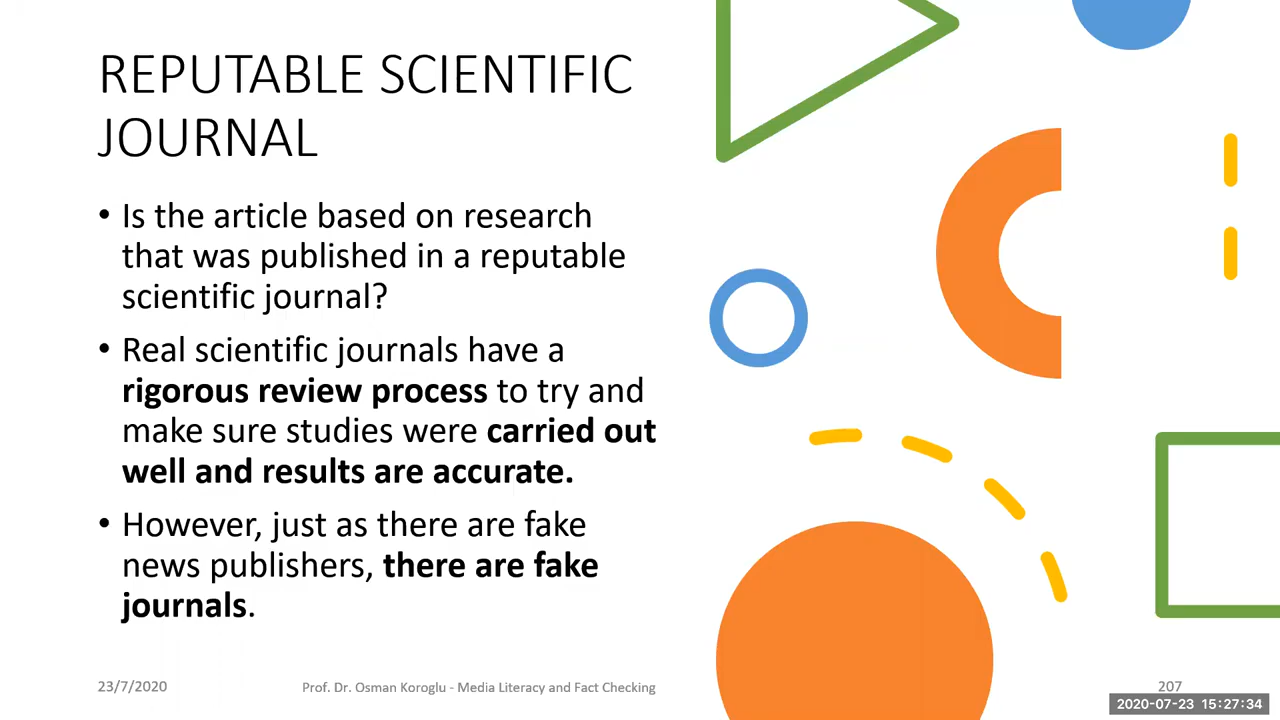 REPUTABLE SCIENTIFIC
JOURNAL
• Is the article based on research
that was published in a reputable
scientific journal?
• Real scientific journals have a
rigorous review process to try and
make sure studies were carried out
well and results are accurate.
• However, just as there are fake
news publishers, there are fake
journals.
23/7/2020
Prof. Dr. Osman Koroglu - Media Literacy and Fact Checking
207
2020-07-23 15:27:34